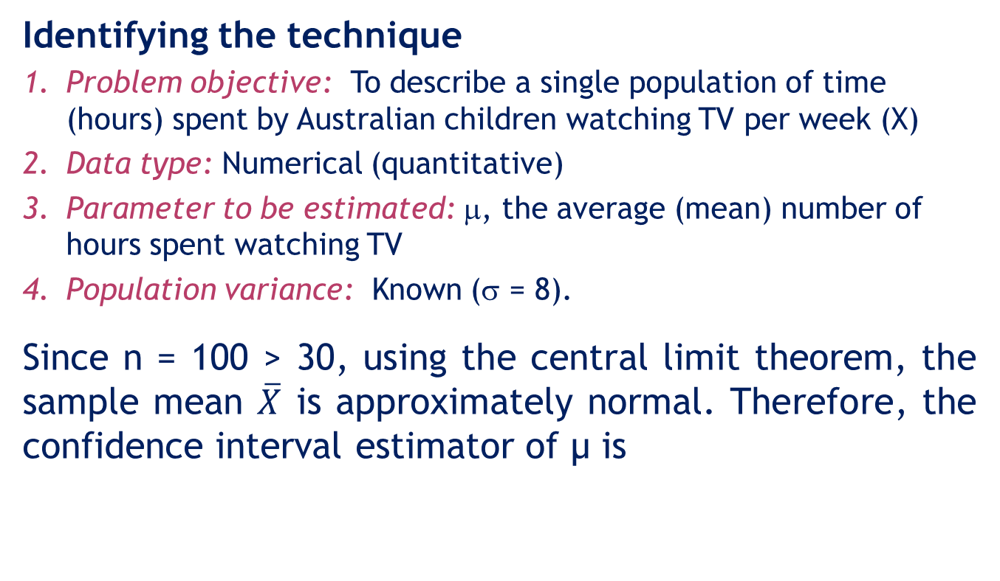 Identifying the technique
1. Problem objective: To describe a single population of time
(hours) spent by Australian children watching TV per week (X)
2. Data type: Numerical (quantitative)
3. Parameter to be estimated: μ, the average (mean) number of
hours spent watching TV
4. Population variance: Known (σ = 8).
Since n = 100 > 30, using the central limit theorem, the
sample mean X̅ is approximately normal. Therefore, the
confidence interval estimator of μ is